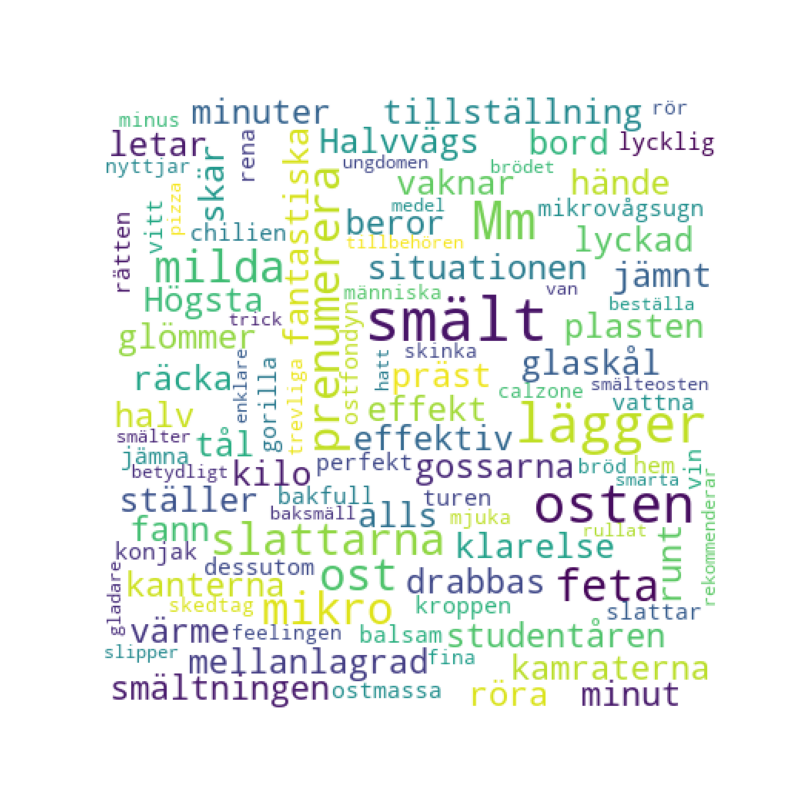 minus
minuter
tillställning
rör
letar
rena
fantastiska
Halvvägs
bord
lycklig
nyttjar
skär
ungdomen
brödet
pizza
vaknar
hände
prenumerera
rätten
vitt
chilien
beror
medel
Mm
mikrovågsugn
tillbehören
lyckad
milda
situationen
jämnt
Högsta
människa
van
beställa
trick
smält
plasten
glömmer
ostfondyn
skinka
glaskål
räcka
enklare
gorilla
trevliga
hatt
präst
calzone
smälteosten
vattna
halv
effekt
lägger
smälter
tål
effektiv
jämna
betydligt
kilo
perfekt
gossarna
bröd
hem
vin
smarta
ställer
bakfull
turen
osten
baksmäll
alls
mjuka
rullat
rekommenderar
fann
slattarna
klarelse
runt
konjak
dessutom
ost
drabbas
feta
kanterna
gladare
skedtag
mikro
kroppen
slattar
värme
feelingen
balsam
studentåren
slipper
mellanlagrad
fina
kamraterna
smältningen
ostmassa
röra
minut